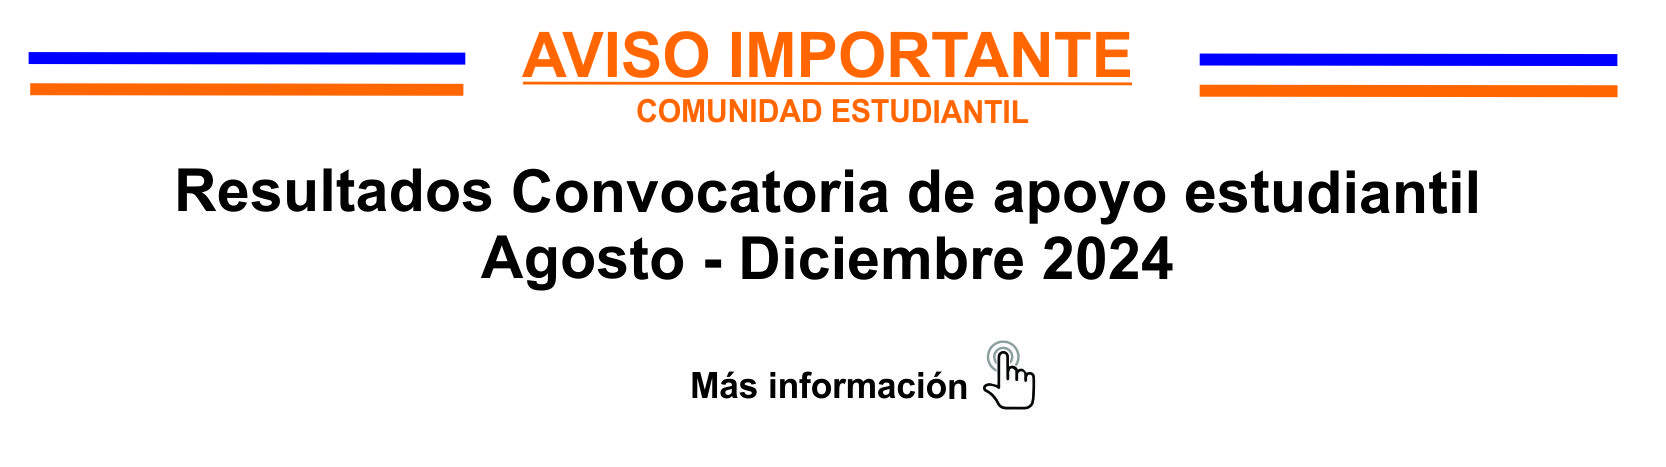 AVISO IMPORTANTE
COMUNIDAD ESTUDIANTIL
Resultados Convocatoria de apoyo estudiantil
Agosto - Diciembre 2024
Más información